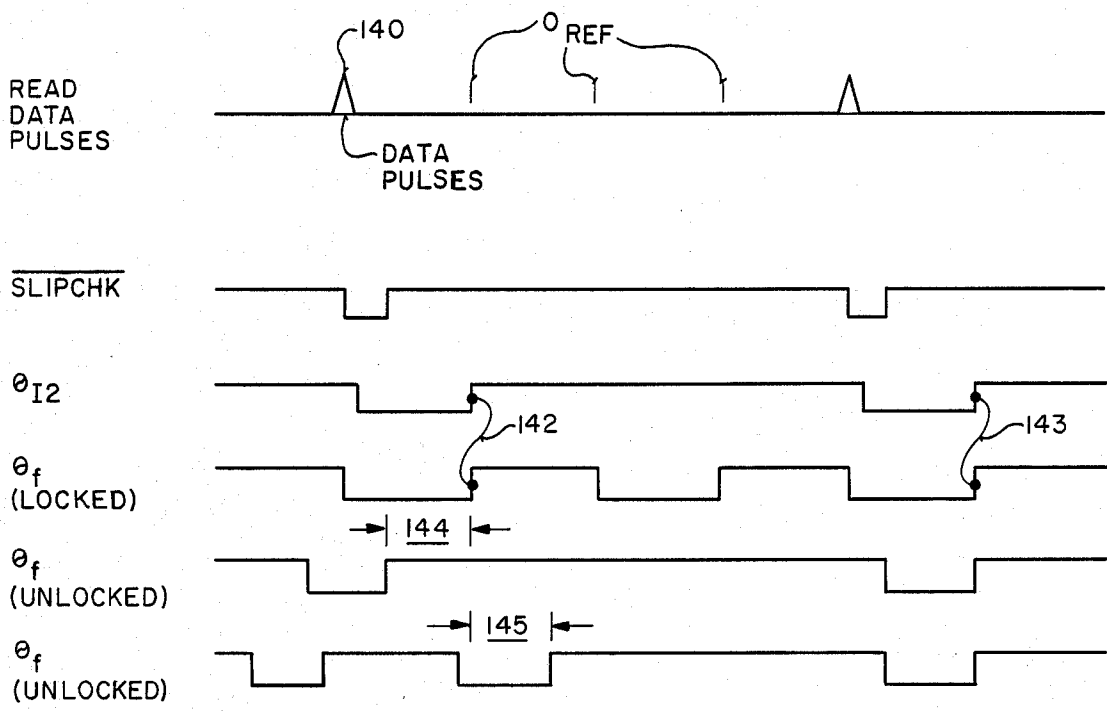 140
O
REF
READ
DATA
PULSES
DATA
PULSES
SLIPCHK
θI2
142
143
θf
(LOCKED)
144
θf
(UNLOCKED)
145
θf
(UNLOCKED)